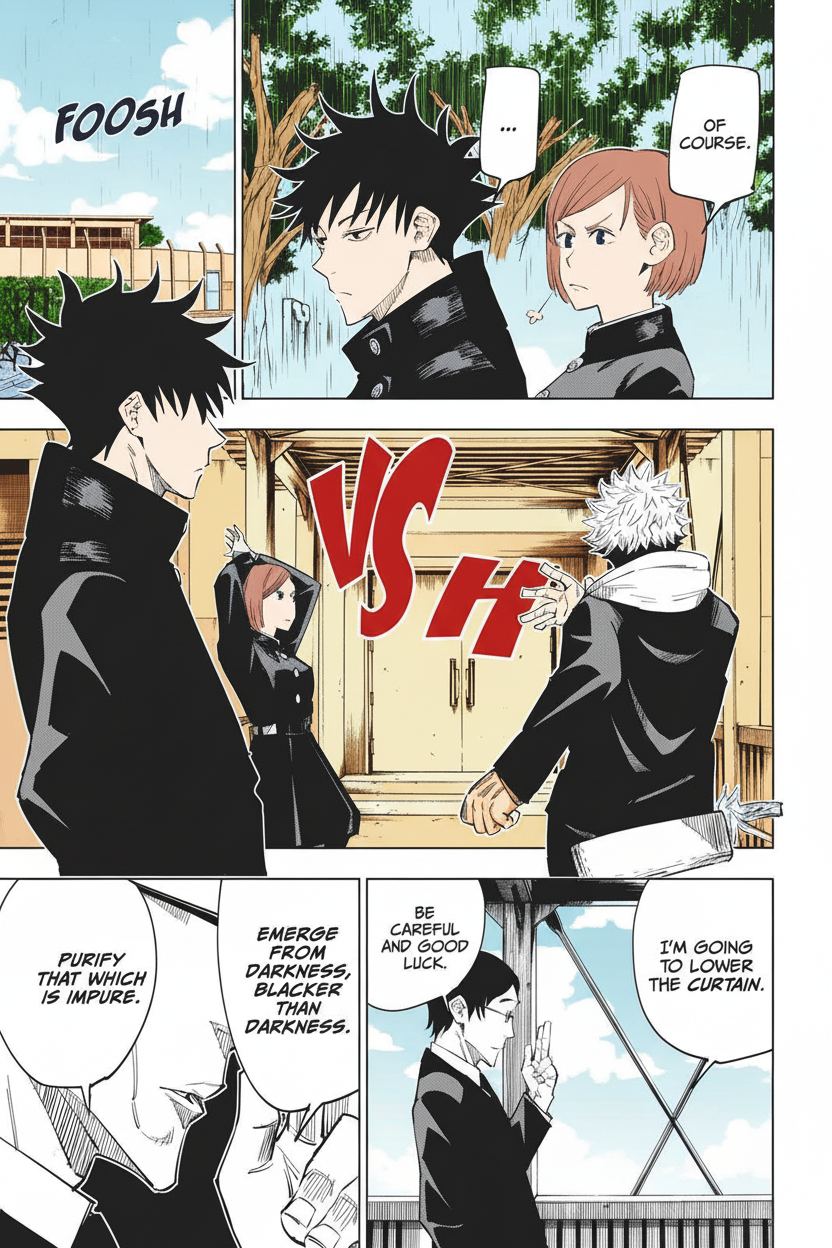 OF
COURSE.
...
FOOSH
VSH
I'M GOING
TO LOWER
THE CURTAIN.
BE
CAREFUL
AND GOOD
LUCK.
EMERGE
FROM
DARKNESS,
BLACKER
THAN
DARKNESS.
PURIFY
THAT WHICH
IS IMPURE.